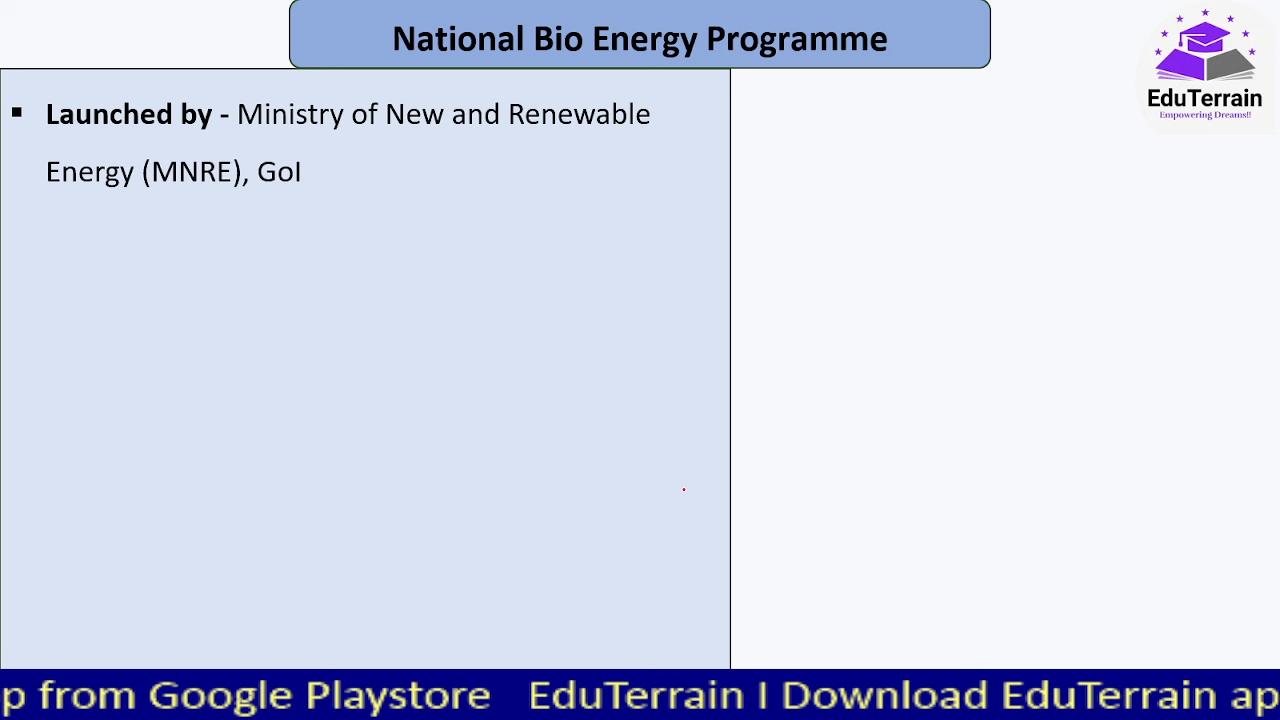 National Bio Energy Programme
EduTerrain
Empowering Dreams!!
▪ Launched by - Ministry of New and Renewable
Energy (MNRE), GoI
p from Google Playstore EduTerrain I Download EduTerrain ap